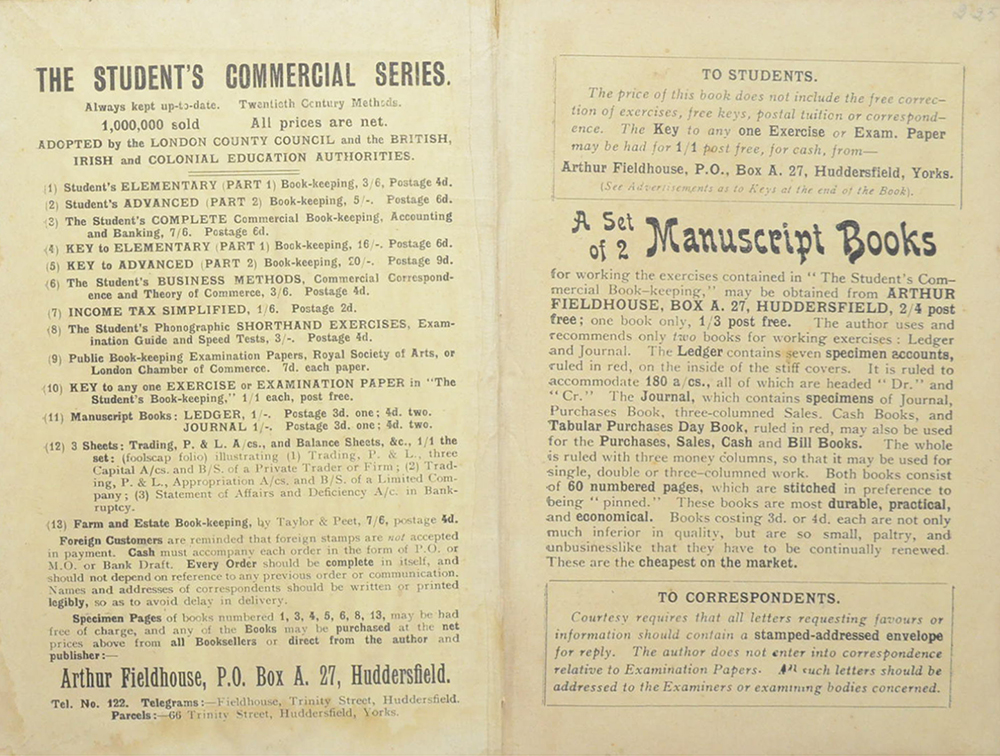 THE STUDENT'S COMMERCIAL SERIES.
Always kept up-to-date. Twentieth Century Methods.
1,000,000 sold All prices are net.
ADOPTED by the LONDON COUNTY COUNCIL and the BRITISH,
IRISH and COLONIAL EDUCATION AUTHORITIES.
(1) Student's ELEMENTARY (PART 1) Book-keeping, 3/6, Postage 4d.
(2) Student's ADVANCED (PART 2) Book-keeping, 5/-. Postage 6d.
(3) The Student's COMPLETE Commercial Book-keeping, Accounting
and Banking, 7/6. Postage 6d.
(4) KEY to ELEMENTARY (PART 1) Book-keeping, 16/-. Postage 6d.
(5) KEY to ADVANCED (PART 2) Book-keeping, 20/-. Postage 9d.
(6) The Student's BUSINESS METHODS, Commercial Correspond-
ence and Theory of Commerce, 3/6. Postage 4d.
(7) INCOME TAX SIMPLIFIED, 1/6. Postage 2d.
(8) The Student's Phonographic SHORTHAND EXERCISES, Exam-
ination Guide and Speed Tests, 3/-. Postage 4d.
(9) Public Book-keeping Examination Papers, Royal Society of Arts, or
London Chamber of Commerce. 7d. each paper.
(10) KEY to any one EXERCISE or EXAMINATION PAPER in "The
Student's Book-keeping," 1/1 each, post free.
(11) Manuscript Books: LEDGER, 1/-. Postage 3d. one; 4d. two.
JOURNAL 1/-. Postage 3d. one; 4d. two.
(12) 3 Sheets: Trading, P. & L. A/cs., and Balance Sheets, &c., 1/1 the
set: (foolscap folio) illustrating (1) Trading, P. & L., three
Capital A/cs. and B/S. of a Private Trader or Firm; (2) Trad-
ing, P. & L., Appropriation A/cs. and B/S. of a Limited Com-
pany; (3) Statement of Affairs and Deficiency A/c. in Bank-
ruptcy.
(13) Farm and Estate Book-keeping, by Taylor & Peet, 7/6, postage 4d.
Foreign Customers are reminded that foreign stamps are not accepted
in payment. Cash must accompany each order in the form of P.O. or
M.O. or Bank Draft. Every Order should be complete in itself, and
should not depend on reference to any previous order or communication.
Names and addresses of correspondents should be written or printed
legibly, so as to avoid delay in delivery.
Specimen Pages of books numbered 1, 3, 4, 5, 6, 8, 13, may be had
free of charge, and any of the Books may be purchased at the net
prices above from all Booksellers or direct from the author and
publisher:—
Arthur Fieldhouse, P.O. Box A. 27, Huddersfield.
Tel. No. 122. Telegrams:—Fieldhouse, Trinity Street, Huddersfield.
Parcels:—66 Trinity Street, Huddersfield, Yorks.
TO STUDENTS.
The price of this book does not include the free correc-
tion of exercises, free keys, postal tuition or correspond-
ence. The Key to any one Exercise or Exam. Paper
may be had for 1/1 post free, for cash, from—
Arthur Fieldhouse, P.O., Box A. 27, Huddersfield, Yorks.
(See Advertisements as to Keys at the end of the Book).
A Set
of 2 Manuscript Books
for working the exercises contained in "The Student's Com-
mercial Book-keeping," may be obtained from ARTHUR
FIELDHOUSE, BOX A. 27, HUDDERSFIELD, 2/4 post
free; one book only, 1/3 post free. The author uses and
recommends only two books for working exercises: Ledger
and Journal. The Ledger contains seven specimen accounts,
ruled in red, on the inside of the stiff covers. It is ruled to
accommodate 180 a/cs., all of which are headed "Dr." and
"Cr." The Journal, which contains specimens of Journal,
Purchases Book, three-columned Sales, Cash Books, and
Tabular Purchases Day Book, ruled in red, may also be used
for the Purchases, Sales, Cash and Bill Books. The whole
is ruled with three money columns, so that it may be used for
single, double or three-columned work. Both books consist
of 60 numbered pages, which are stitched in preference to
being "pinned." These books are most durable, practical,
and economical. Books costing 3d. or 4d. each are not only
much inferior in quality, but are so small, paltry, and
unbusinesslike that they have to be continually renewed.
These are the cheapest on the market.
TO CORRESPONDENTS.
Courtesy requires that all letters requesting favours or
information should contain a stamped-addressed envelope
for reply. The author does not enter into correspondence
relative to Examination Papers. All such letters should be
addressed to the Examiners or examining bodies concerned.